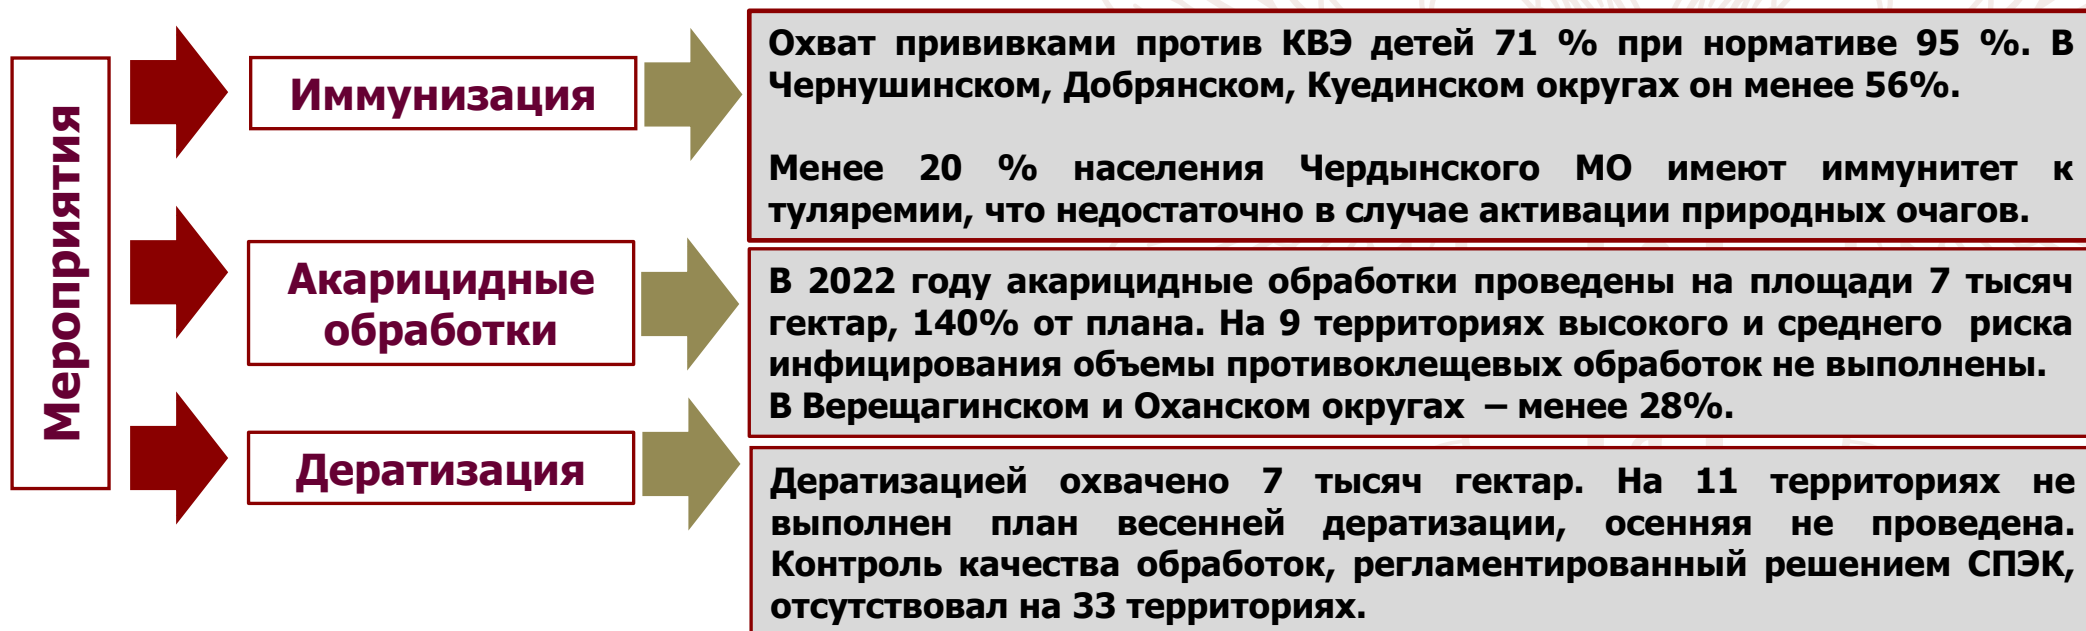 Мероприятия
Иммунизация
Охват прививками против КВЭ детей 71 % при нормативе 95 %. В
Чернушинском, Добрянском, Куединском округах он менее 56%.
Менее 20 % населения Чердынского МО имеют иммунитет к
туляремии, что недостаточно в случае активации природных очагов.
Акарицидные
обработки
В 2022 году акарицидные обработки проведены на площади 7 тысяч
гектар, 140% от плана. На 9 территориях высокого и среднего риска
инфицирования объемы противоклещевых обработок не выполнены.
В Верещагинском и Оханском округах – менее 28%.
Дератизация
Дератизацией охвачено 7 тысяч гектар. На 11 территориях не
выполнен план весенней дератизации, осенняя не проведена.
Контроль качества обработок, регламентированный решением СПЭК,
отсутствовал на 33 территориях.